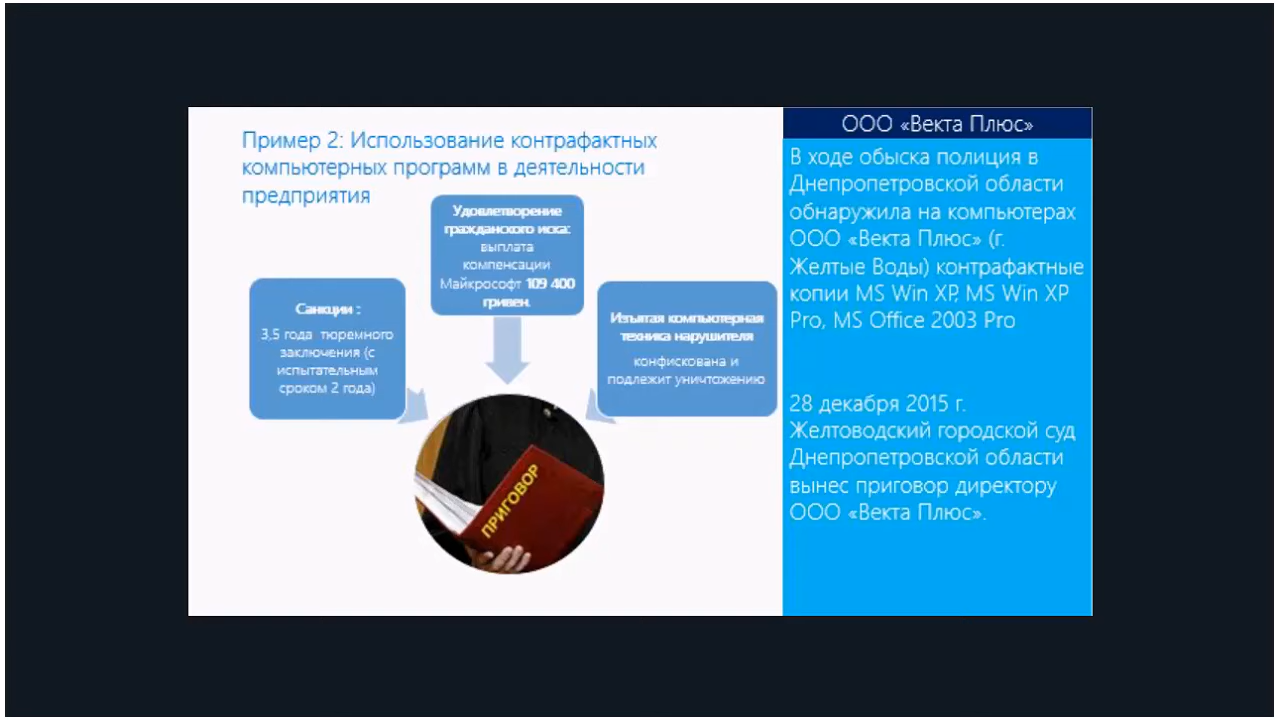 Пример 2: Использование контрафактных
компьютерных программ в деятельности
предприятия
Удовлетворение
гражданского иска:
выплата
компенсации
Майкрософт 109 400
гривен.
Санкции :
3,5 года тюремного
заключения (с
испытательным
сроком 2 года)
Изъятая компьютерная
техника нарушителя
конфискована и
подлежит уничтожению
ПРИГОВОР
ООО «Векта Плюс»
В ходе обыска полиция в
Днепропетровской области
обнаружила на компьютерах
ООО «Векта Плюс» (г.
Желтые Воды) контрафактные
копии MS Win XP, MS Win XP
Pro, MS Office 2003 Pro
28 декабря 2015 г.
Желтоводский городской суд
Днепропетровской области
вынес приговор директору
ООО «Векта Плюс».